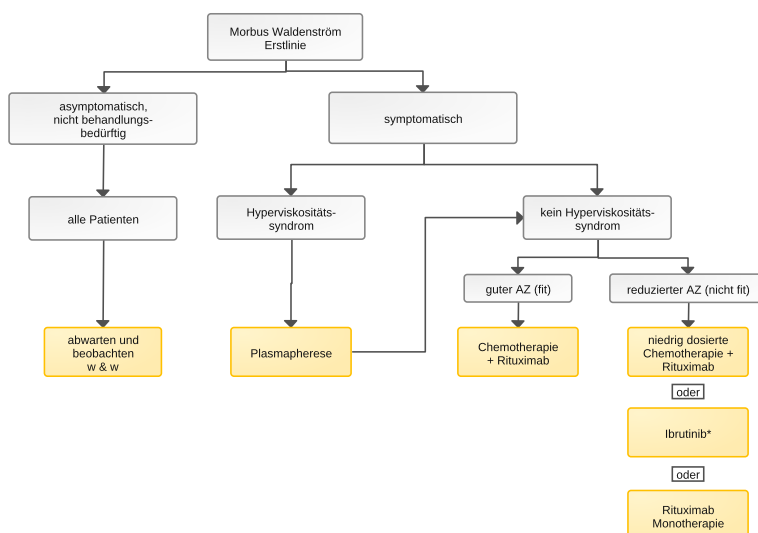 Morbus Waldenström
Erstlinie
asymptomatisch,
nicht behandlungs-
bedürftig
symptomatisch
alle Patienten
Hyperviskositäts-
syndrom
kein Hyperviskositäts-
syndrom
guter AZ (fit)
reduzierter AZ (nicht fit)
abwarten und
beobachten
w & w
Plasmapherese
Chemotherapie
+ Rituximab
niedrig dosierte
Chemotherapie +
Rituximab
oder
Ibrutinib*
oder
Rituximab
Monotherapie